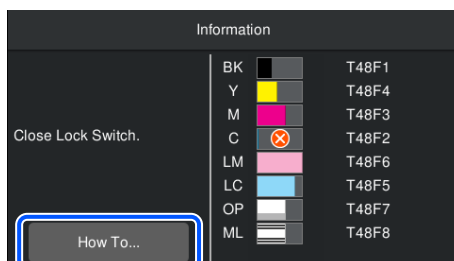 Information
BK T48F1
Y T48F4
M T48F3
Close Lock Switch.
C T48F2
LM T48F6
LC T48F5
OP T48F7
ML T48F8
How To...